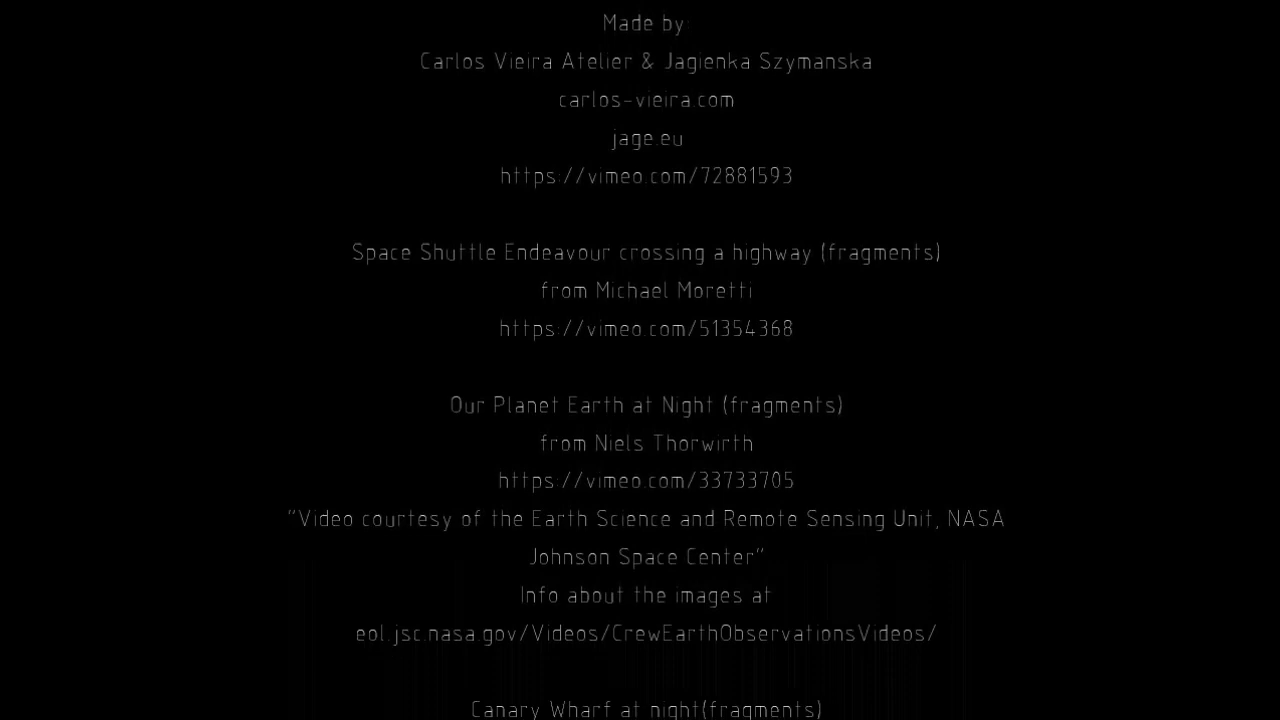 Made by:
Carlos Vieira Atelier & Jagienka Szymanska
carlos-vieira.com
jage.eu
https://vimeo.com/72881593
Space Shuttle Endeavour crossing a highway (fragments)
from Michael Moretti
https://vimeo.com/51354368
Our Planet Earth at Night (fragments)
from Niels Thorwirth
https://vimeo.com/33733705
"Video courtesy of the Earth Science and Remote Sensing Unit, NASA
Johnson Space Center"
Info about the images at
eol.jsc.nasa.gov/Videos/CrewEarthObservationsVideos/
Canary Wharf at night(fragments)